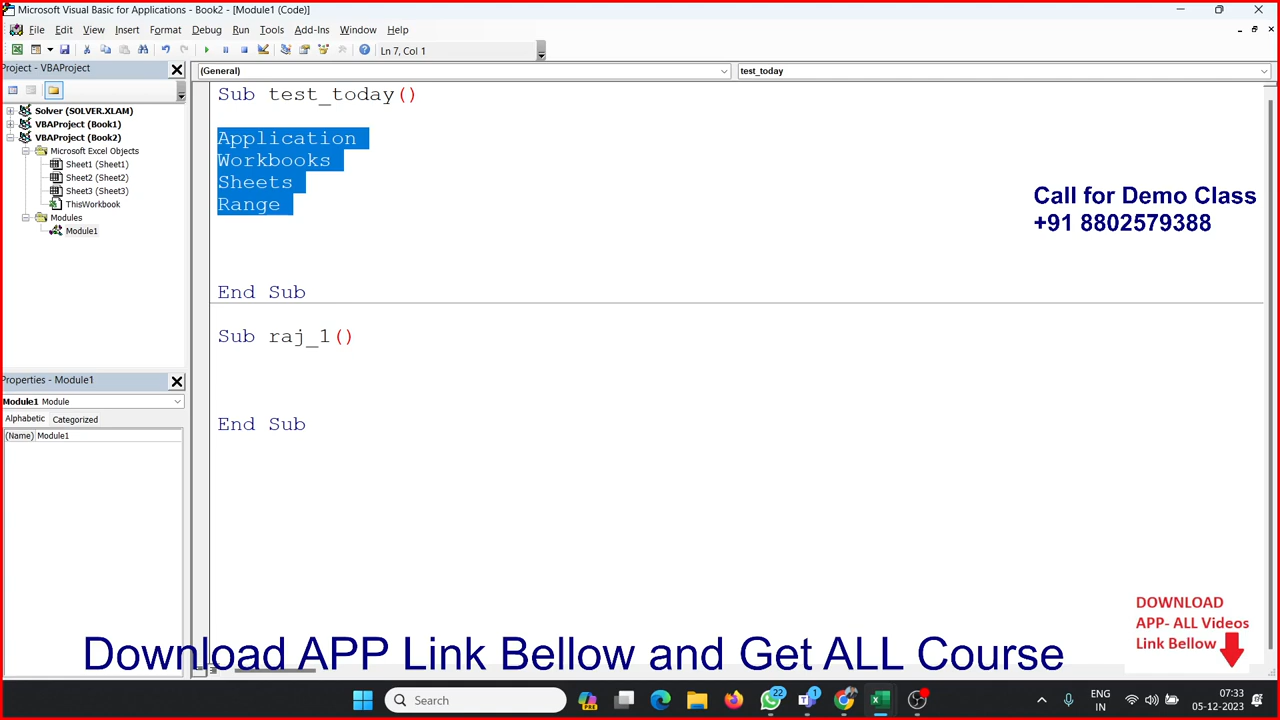 Microsoft Visual Basic for Applications - Book2 - [Module1 (Code)]
File Edit View Insert Format Debug Run Tools Add-Ins Window Help
Ln 7, Col 1
Project - VBAProject
(General)
test_today
Solver (SOLVER.XLAM)
VBAProject (Book1)
VBAProject (Book2)
Microsoft Excel Objects
Sheet1 (Sheet1)
Sheet2 (Sheet2)
Sheet3 (Sheet3)
ThisWorkbook
Modules
Module1
Properties - Module1
Module1 Module
Alphabetic Categorized
(Name) Module1
Sub test_today()
Application
Workbooks
Sheets
Range
End Sub
Sub raj_1()
End Sub
Call for Demo Class
+91 8802579388
DOWNLOAD
APP- ALL Videos
Link Bellow
Download APP Link Bellow and Get ALL Course
Search
PRE
22
1
ENG
IN
07:33
05-12-2023